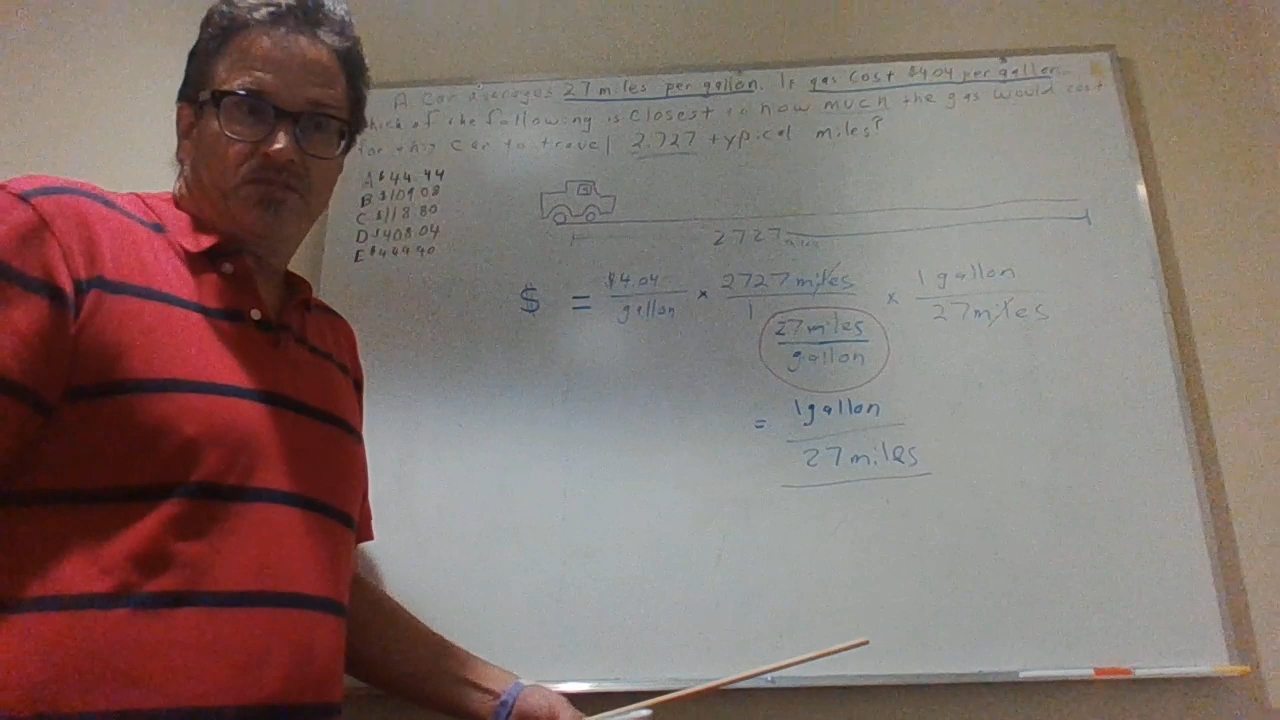 A car averages 27 miles per gallon. If gas cost $4.04 per gallon
which of the following is closest to how much the gas would cost
for this car to travel 2,727 typical miles?
A $44.44
B $109.08
C $118.80
D $408.04
E $444.40
2727 miles
$ = $4.04 / gallon × 2727 miles / 1 × 1 gallon / 27 miles
27 miles
gallon
= 1 gallon
27 miles